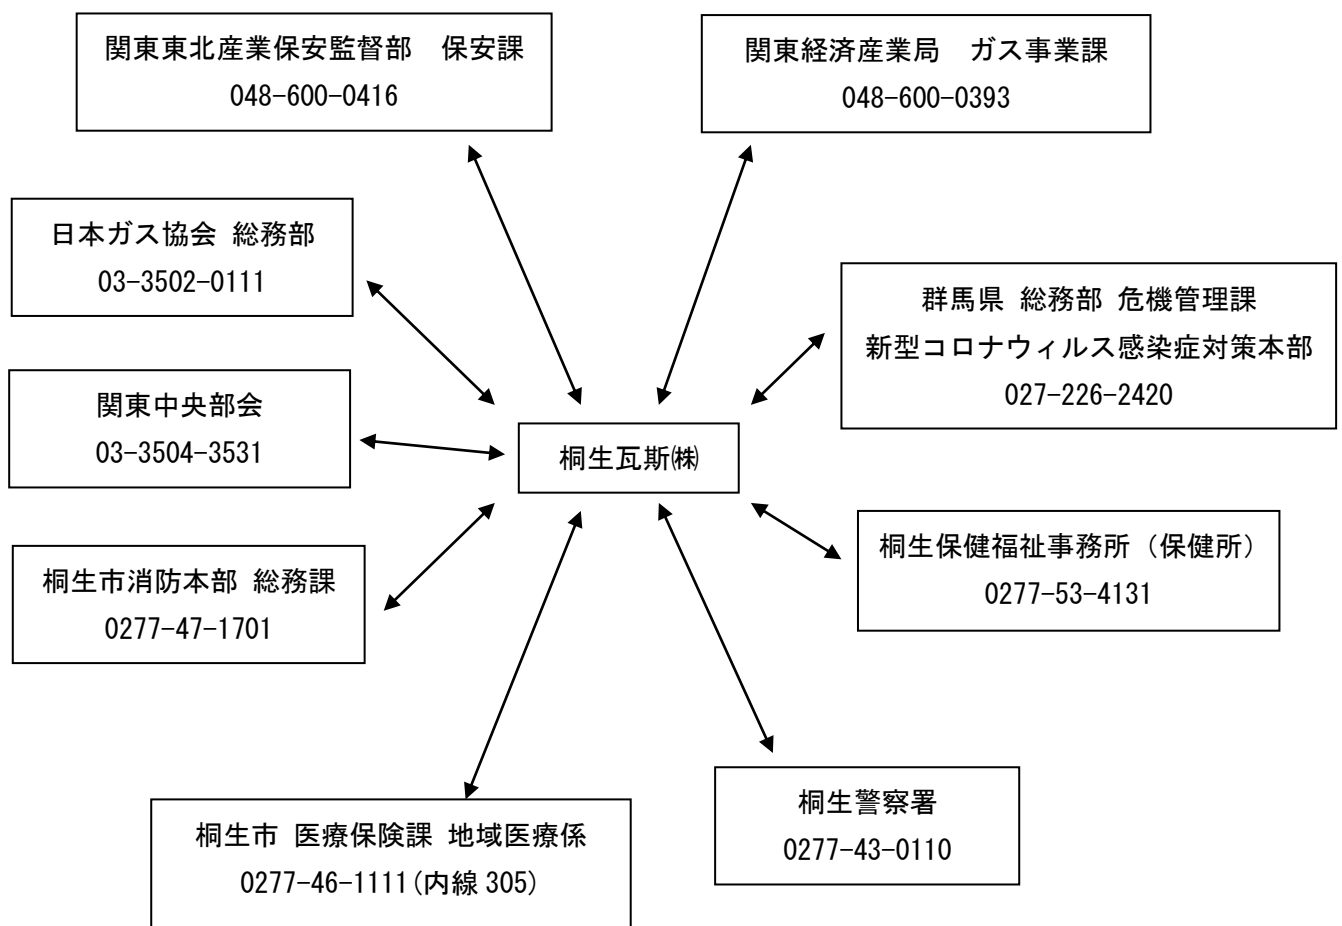 関東東北産業保安監督部　保安課
048-600-0416
関東経済産業局　ガス事業課
048-600-0393
日本ガス協会 総務部
03-3502-0111
群馬県 総務部 危機管理課
新型コロナウィルス感染症対策本部
027-226-2420
関東中央部会
03-3504-3531
桐生瓦斯㈱
桐生保健福祉事務所（保健所）
0277-53-4131
桐生市消防本部 総務課
0277-47-1701
桐生警察署
0277-43-0110
桐生市 医療保険課 地域医療係
0277-46-1111(内線 305)